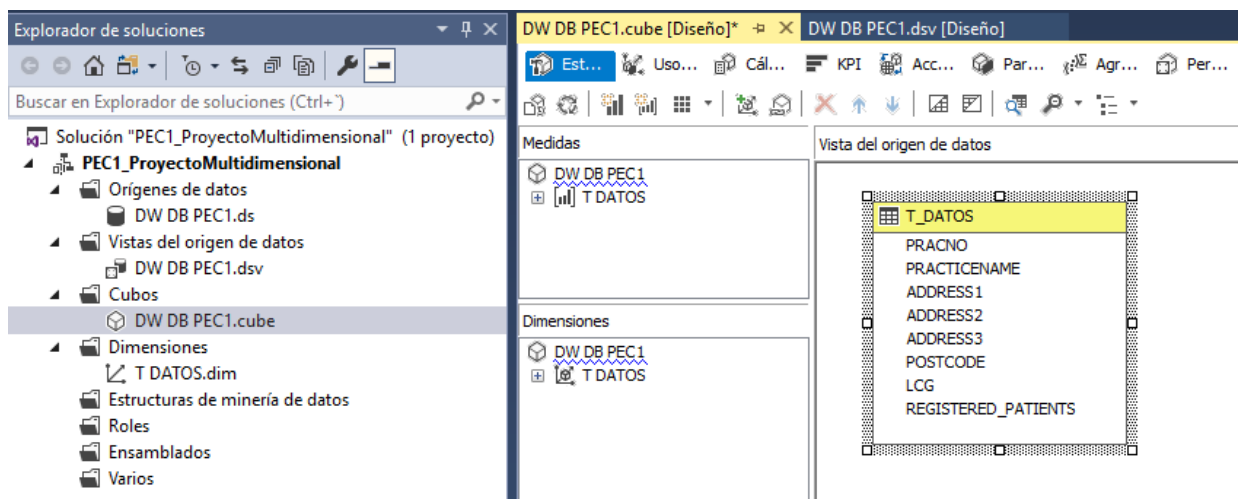 Explorador de soluciones
Buscar en Explorador de soluciones (Ctrl+`)
Solución "PEC1_ProyectoMultidimensional" (1 proyecto)
PEC1_ProyectoMultidimensional
Orígenes de datos
DW DB PEC1.ds
Vistas del origen de datos
DW DB PEC1.dsv
Cubos
DW DB PEC1.cube
Dimensiones
T DATOS.dim
Estructuras de minería de datos
Roles
Ensamblados
Varios
DW DB PEC1.cube [Diseño]*
DW DB PEC1.dsv [Diseño]
Est... Uso... Cál... KPI Acc... Par... Agr... Per...
Medidas
DW DB PEC1
T DATOS
Dimensiones
DW DB PEC1
T DATOS
Vista del origen de datos
T_DATOS
PRACNO
PRACTICENAME
ADDRESS1
ADDRESS2
ADDRESS3
POSTCODE
LCG
REGISTERED_PATIENTS